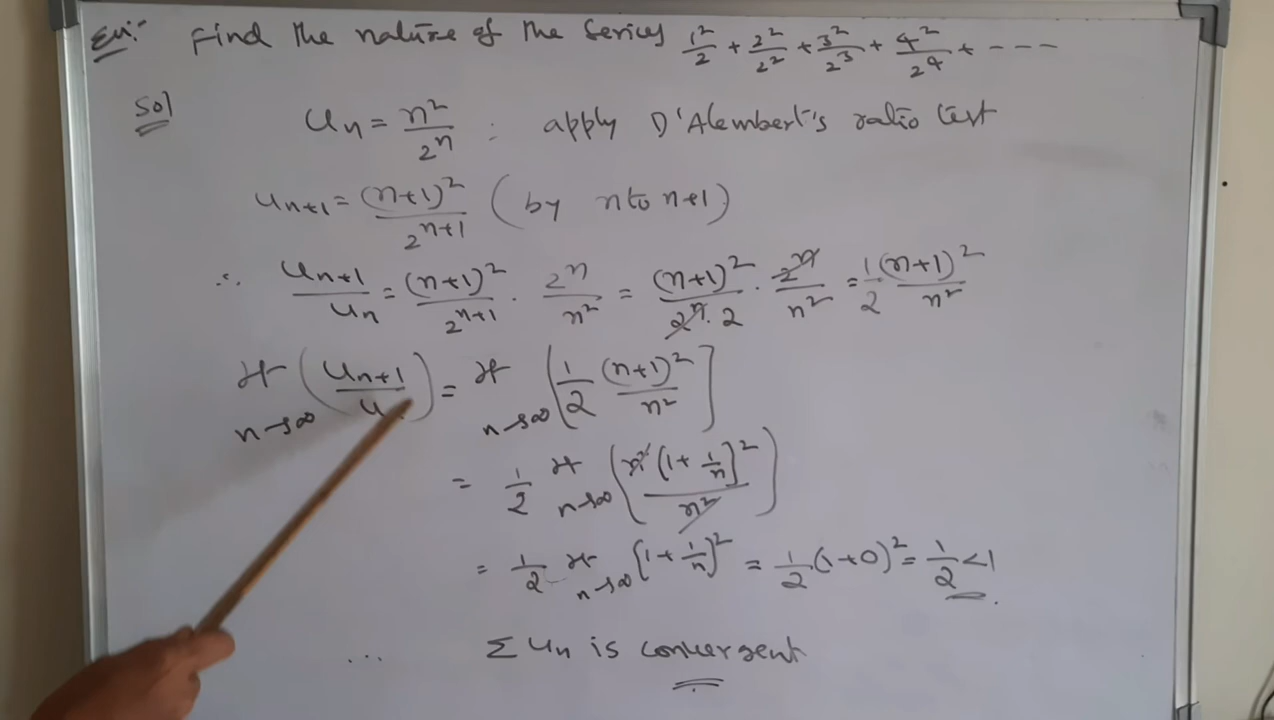 Ex:- Find the nature of the series 1²/2 + 2²/2² + 3²/2³ + 4²/2⁴ + - - -
Sol
Uₙ = n²/2ⁿ : apply D'Alembert's ratio test
Uₙ₊₁ = (n+1)²/2ⁿ⁺¹ (by n to n+1)
∴ Uₙ₊₁/Uₙ = (n+1)²/2ⁿ⁺¹ · 2ⁿ/n² = (n+1)²/2ⁿ·2 · 2ⁿ/n² = 1/2 (n+1)²/n²
Lt n→∞ (Uₙ₊₁/U) = Lt n→∞ [1/2 (n+1)²/n²]
= 1/2 Lt n→∞ (n²(1+1/n)²/n²)
= 1/2 Lt n→∞ (1+1/n)² = 1/2 (1+0)² = 1/2 < 1.
... Σ Uₙ is convergent